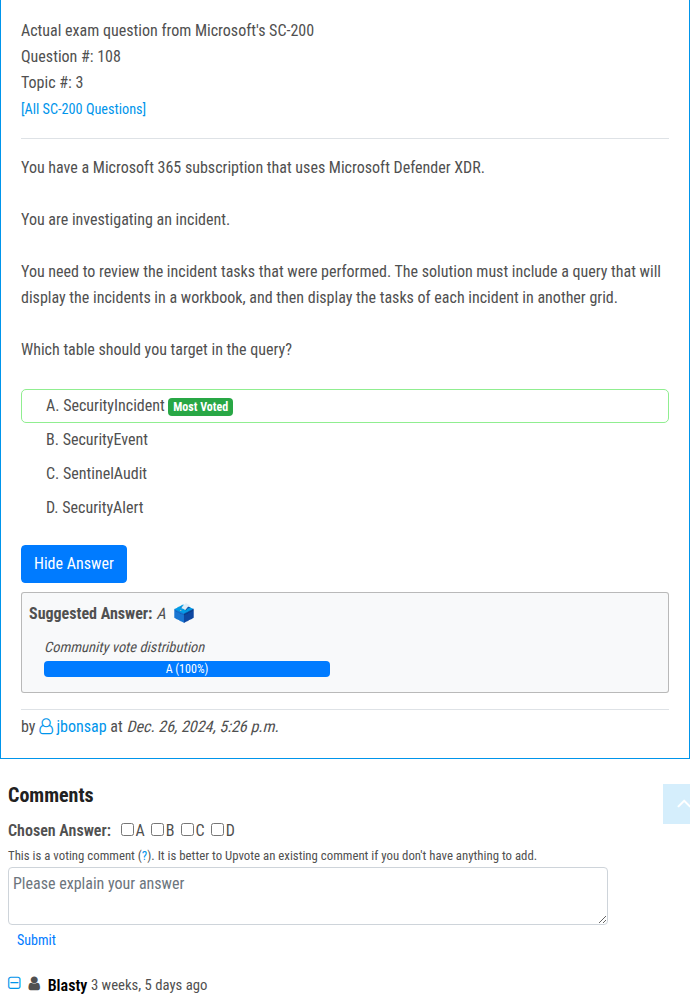 Actual exam question from Microsoft's SC-200
Question #: 108
Topic #: 3
[All SC-200 Questions]
You have a Microsoft 365 subscription that uses Microsoft Defender XDR.
You are investigating an incident.
You need to review the incident tasks that were performed. The solution must include a query that will
display the incidents in a workbook, and then display the tasks of each incident in another grid.
Which table should you target in the query?
A. SecurityIncident Most Voted
B. SecurityEvent
C. SentinelAudit
D. SecurityAlert
Hide Answer
Suggested Answer: A
Community vote distribution
A (100%)
by jbonsap at Dec. 26, 2024, 5:26 p.m.
Comments
Chosen Answer: A B C D
This is a voting comment (?). It is better to Upvote an existing comment if you don't have anything to add.
Please explain your answer
Submit
Blasty 3 weeks, 5 days ago